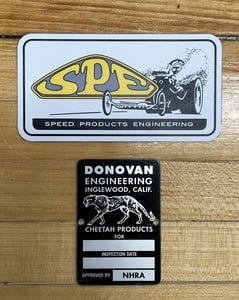 SPE
SPEED PRODUCTS ENGINEERING
DONOVAN
ENGINEERING
INGLEWOOD, CALIF.
CHEETAH PRODUCTS
FOR
INSPECTION DATE
APPROVED BY NHRA